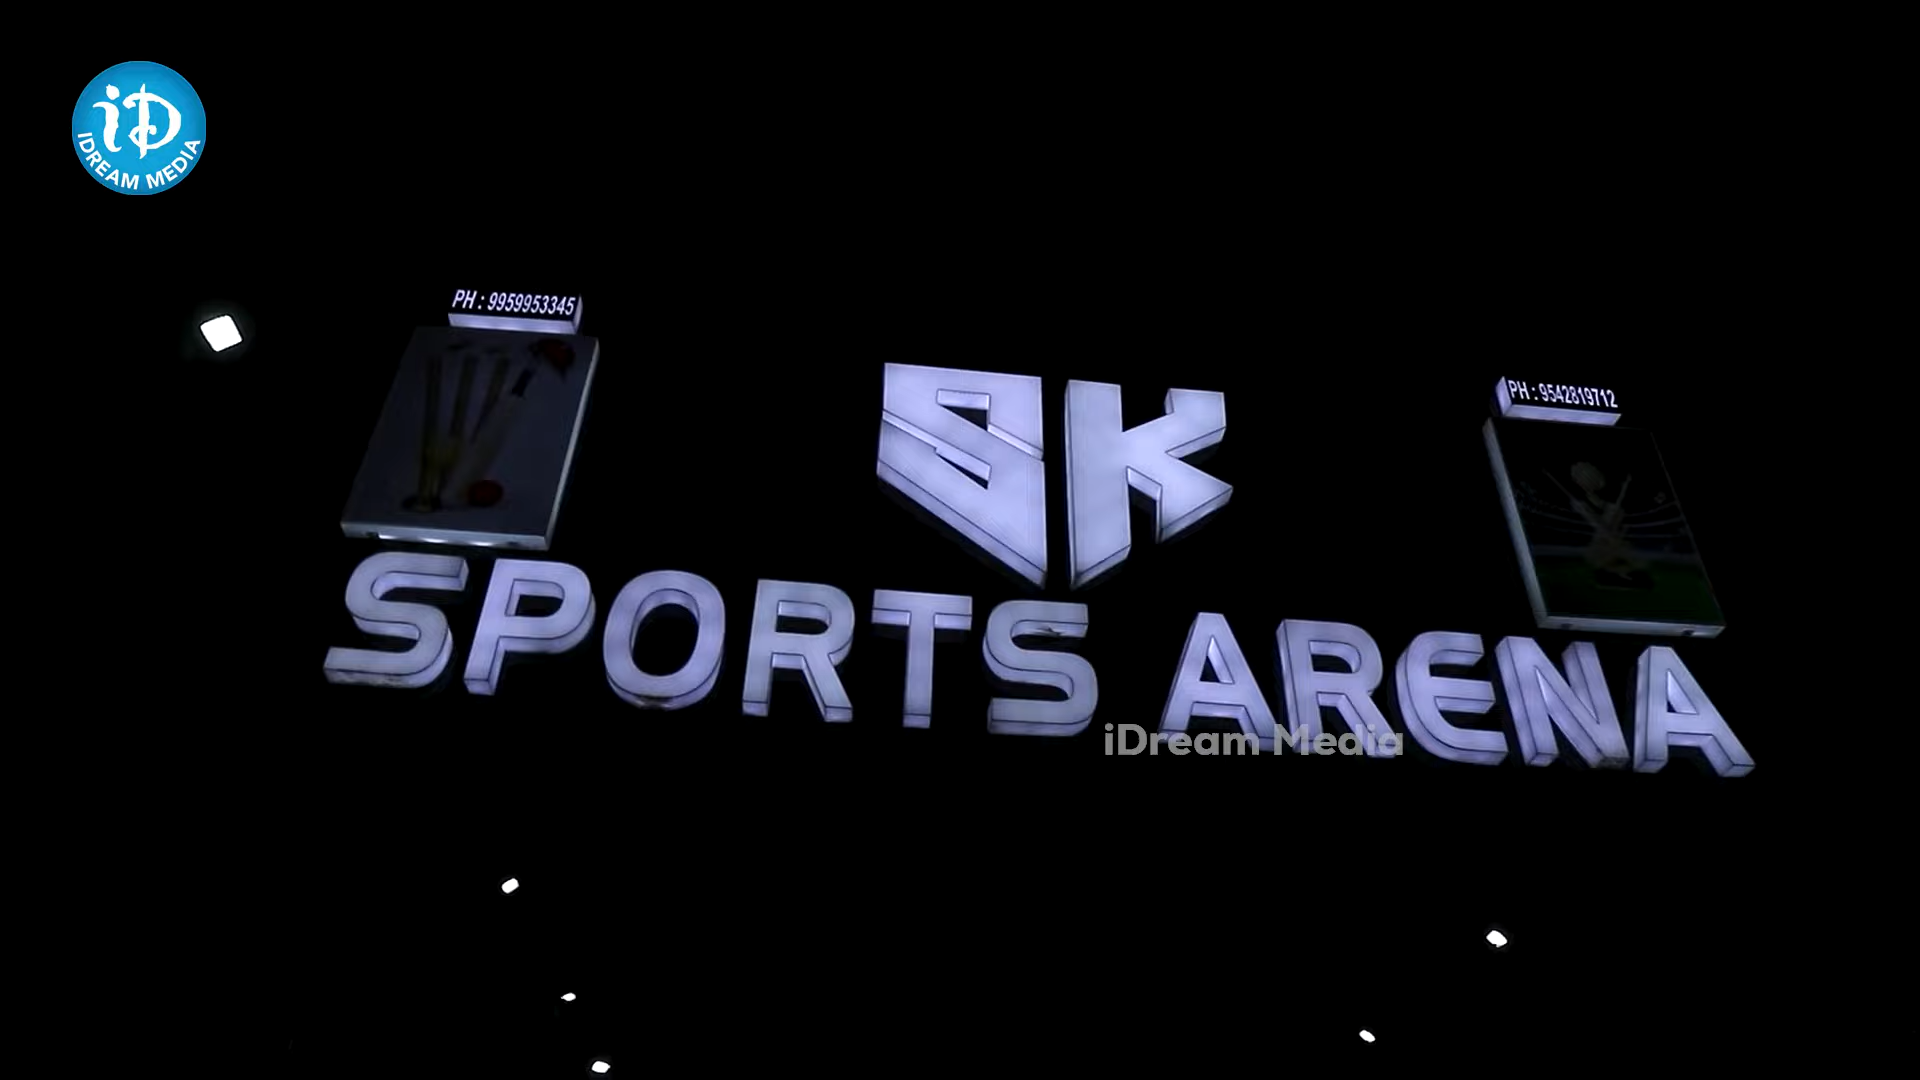 iD
IDREAM MEDIA
PH : 9959953345
PH : 9542819712
SK
SPORTS ARENA
iDream Media